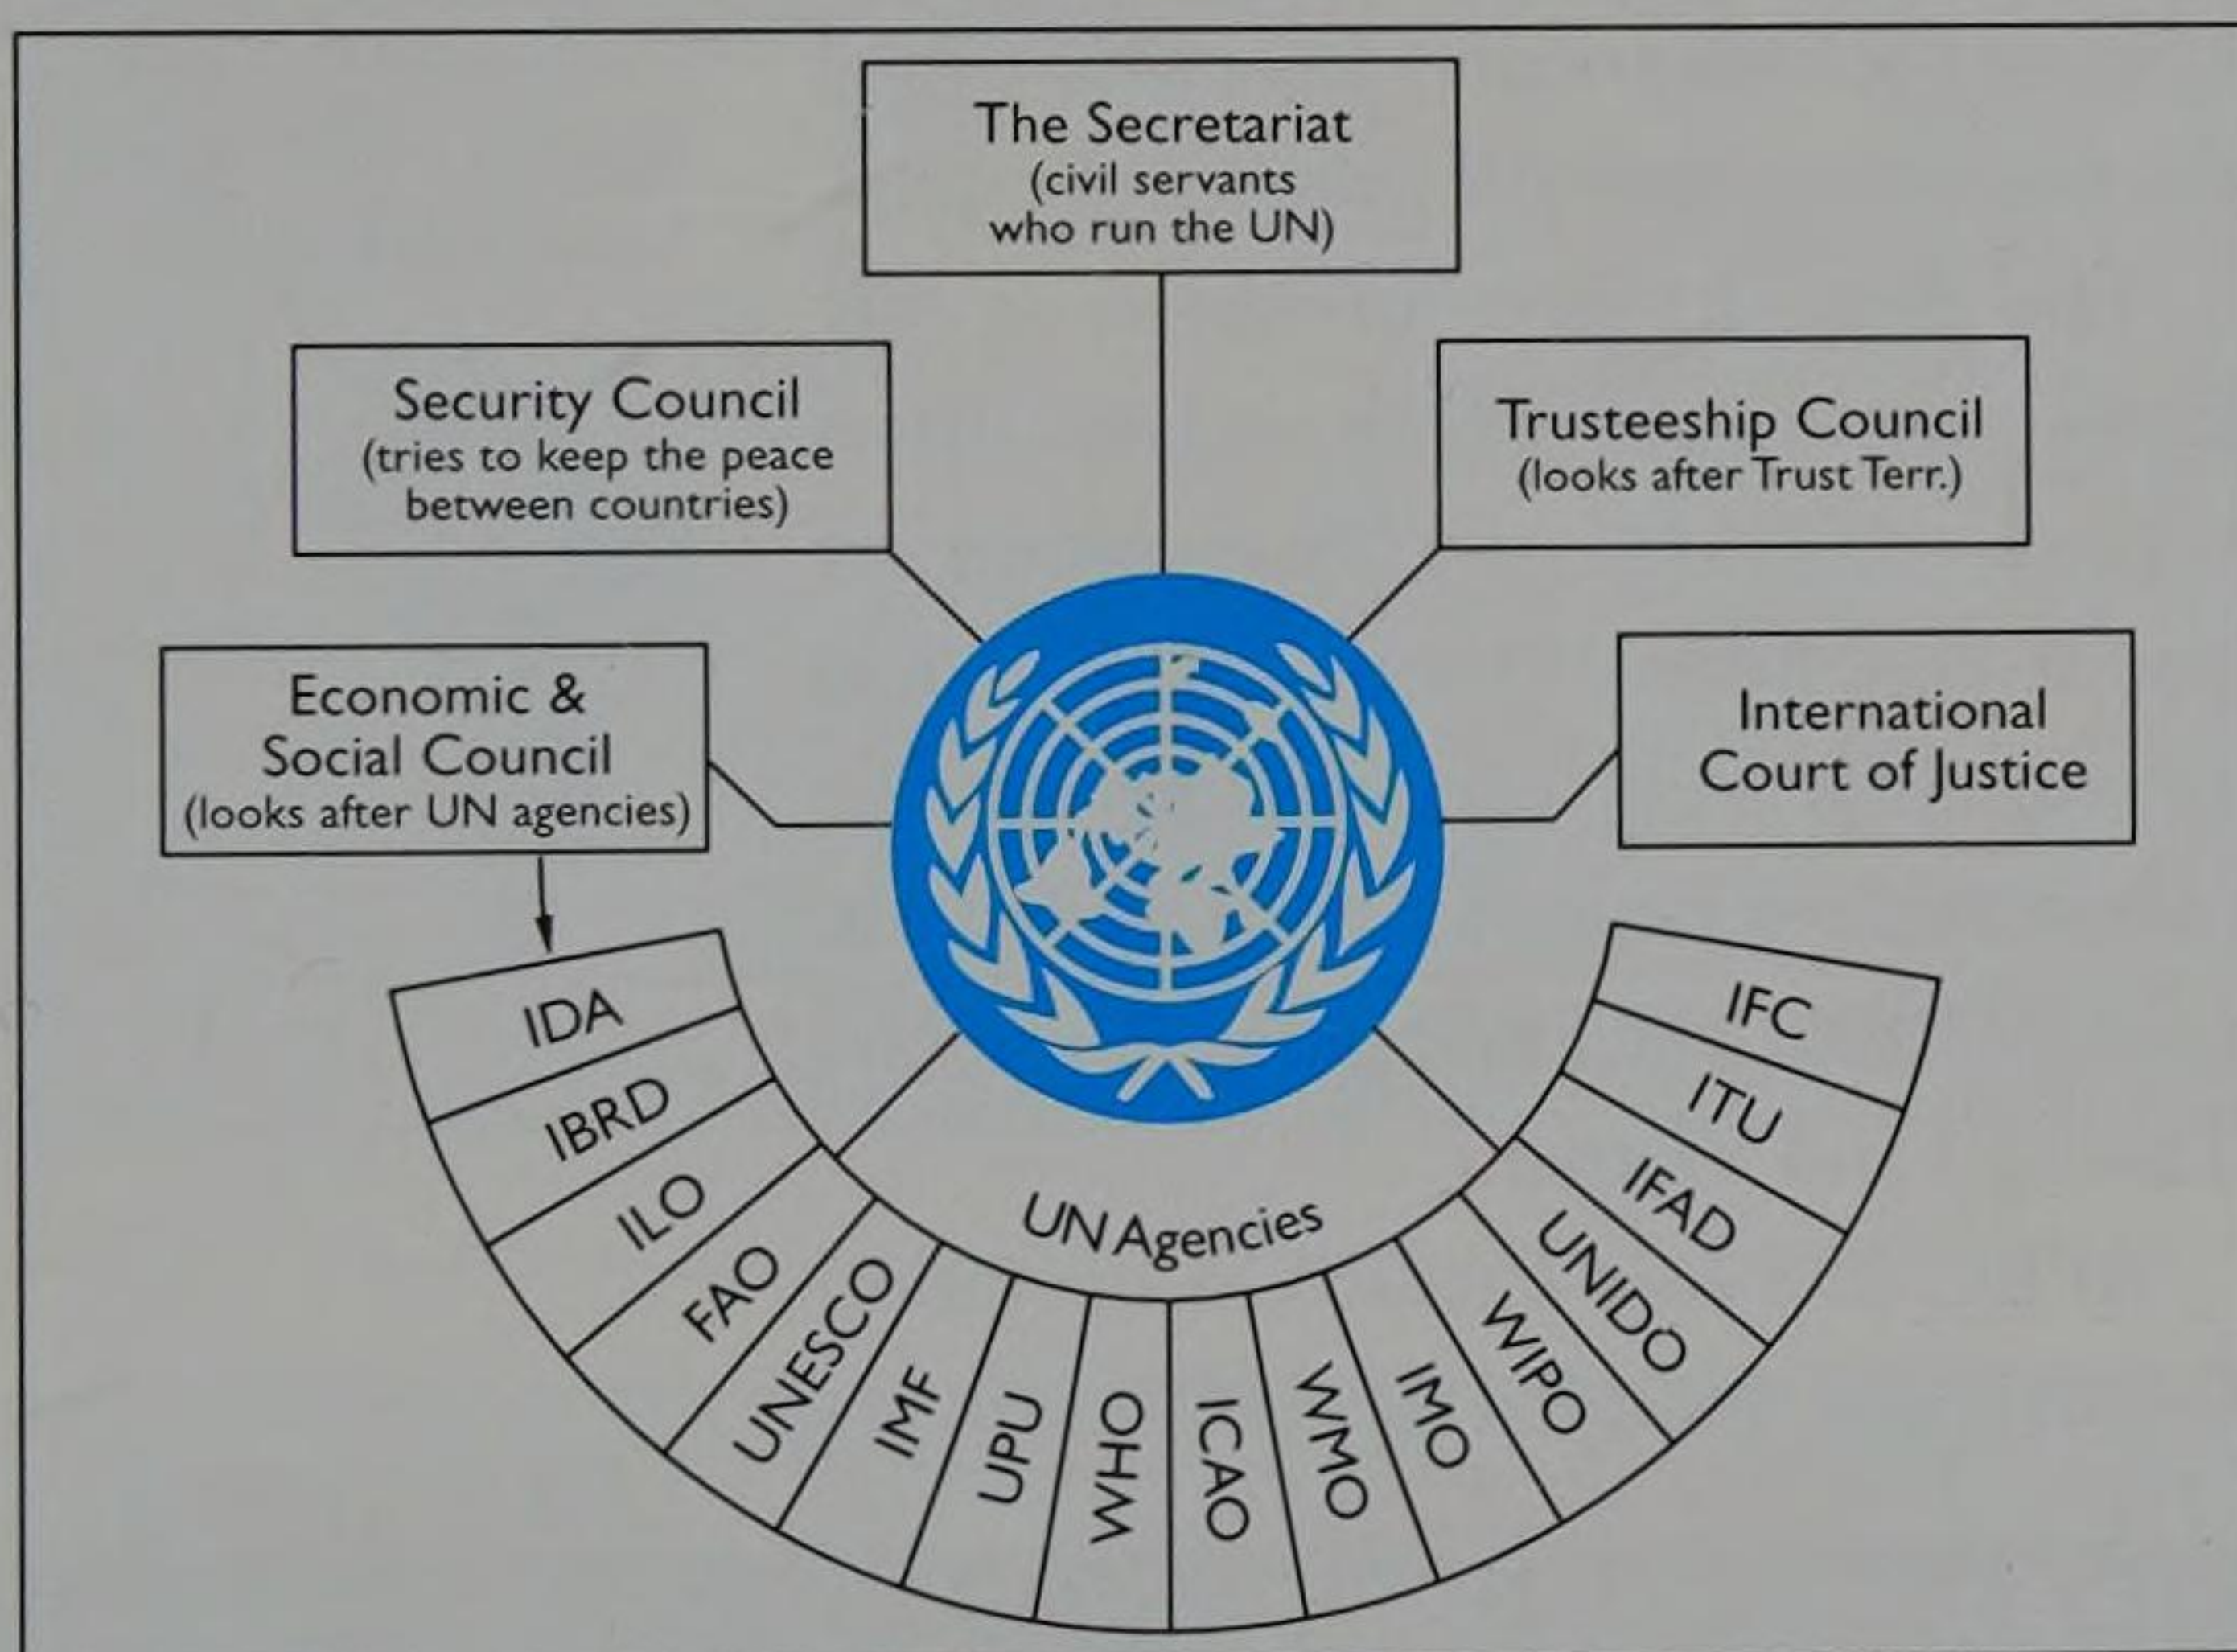 The Secretariat
(civil servants
who run the UN)
Security Council
(tries to keep the peace
between countries)
Trusteeship Council
(looks after Trust Terr.)
Economic &
Social Council
(looks after UN agencies)
International
Court of Justice
UN Agencies
IDA
IBRD
ILO
FAO
UNESCO
IMF
UPU
WHO
ICAO
WMO
IMO
WIPO
UNIDO
IFAD
ITU
IFC